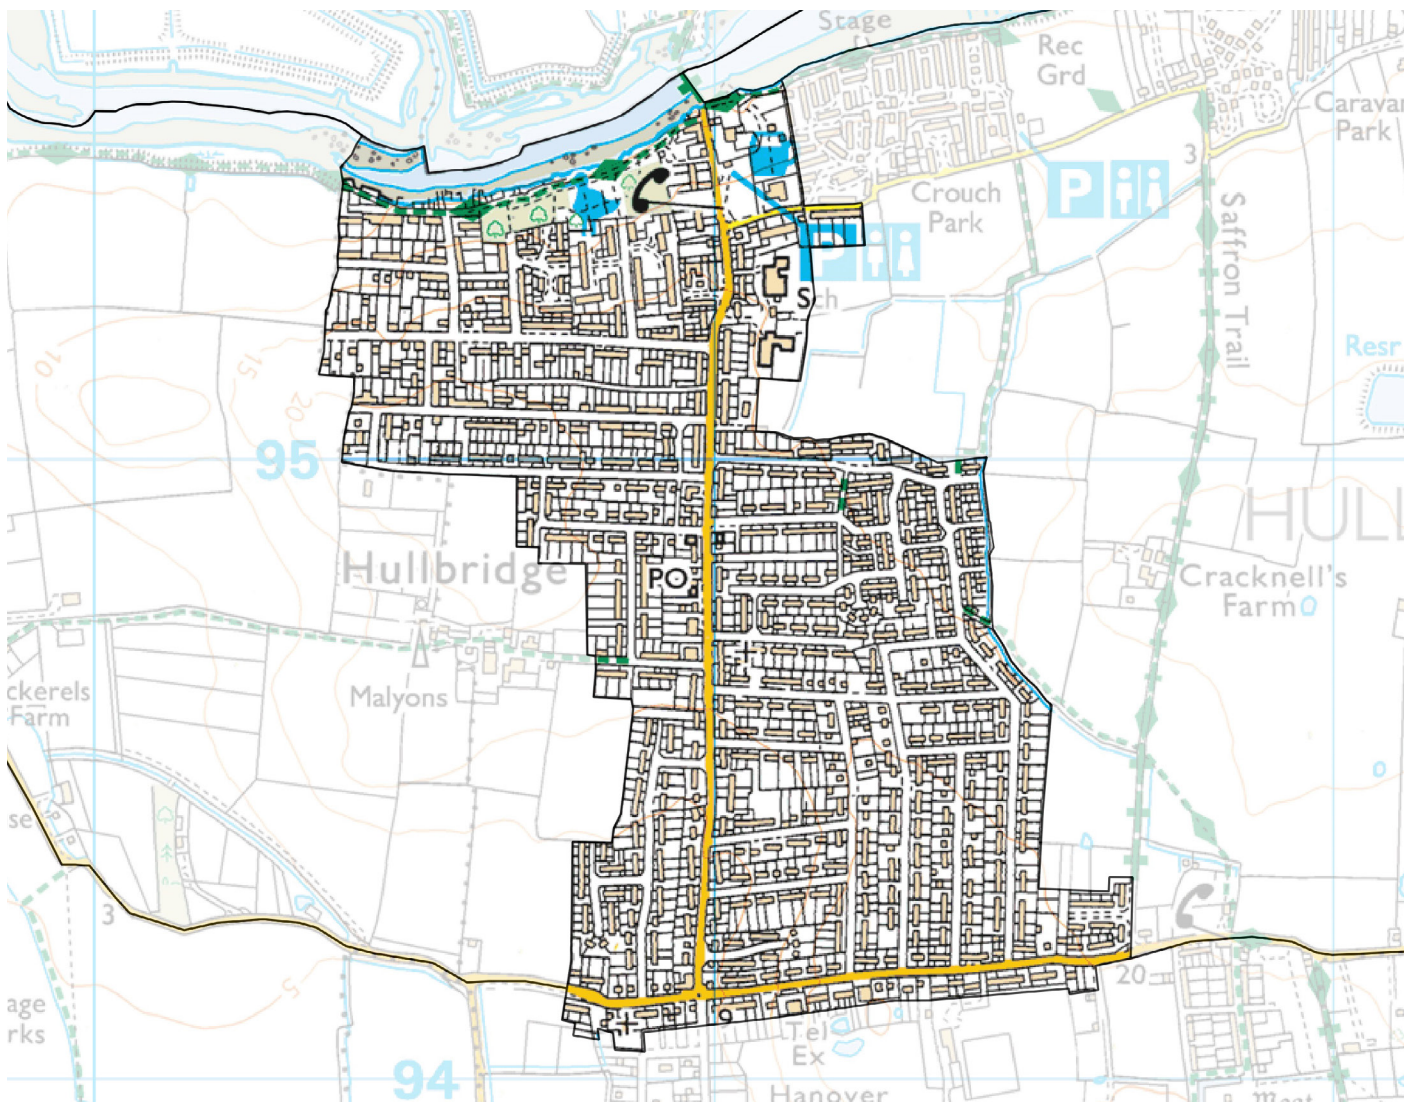 Stage
Rec
Grd
Caravan
Park
3
P
Crouch
Park
Saffron Trail
P
Sch
10
15
20
Resr
95
HULL
Hullbridge
PO
Cracknell's
Farm
ckerels
Farm
Malyons
se
3
5
20
age
rks
Tel
Ex
94
Hanover